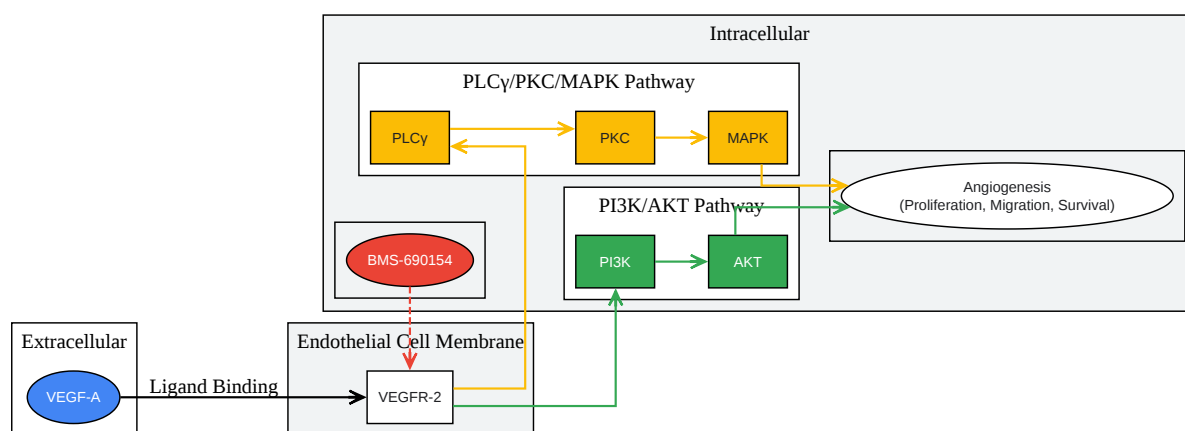 Intracellular
PLCγ/PKC/MAPK Pathway
PLCγ
PKC
MAPK
Angiogenesis
(Proliferation, Migration, Survival)
PI3K/AKT Pathway
BMS-690154
PI3K
AKT
Extracellular
Endothelial Cell Membrane
VEGF-A
Ligand Binding
VEGFR-2